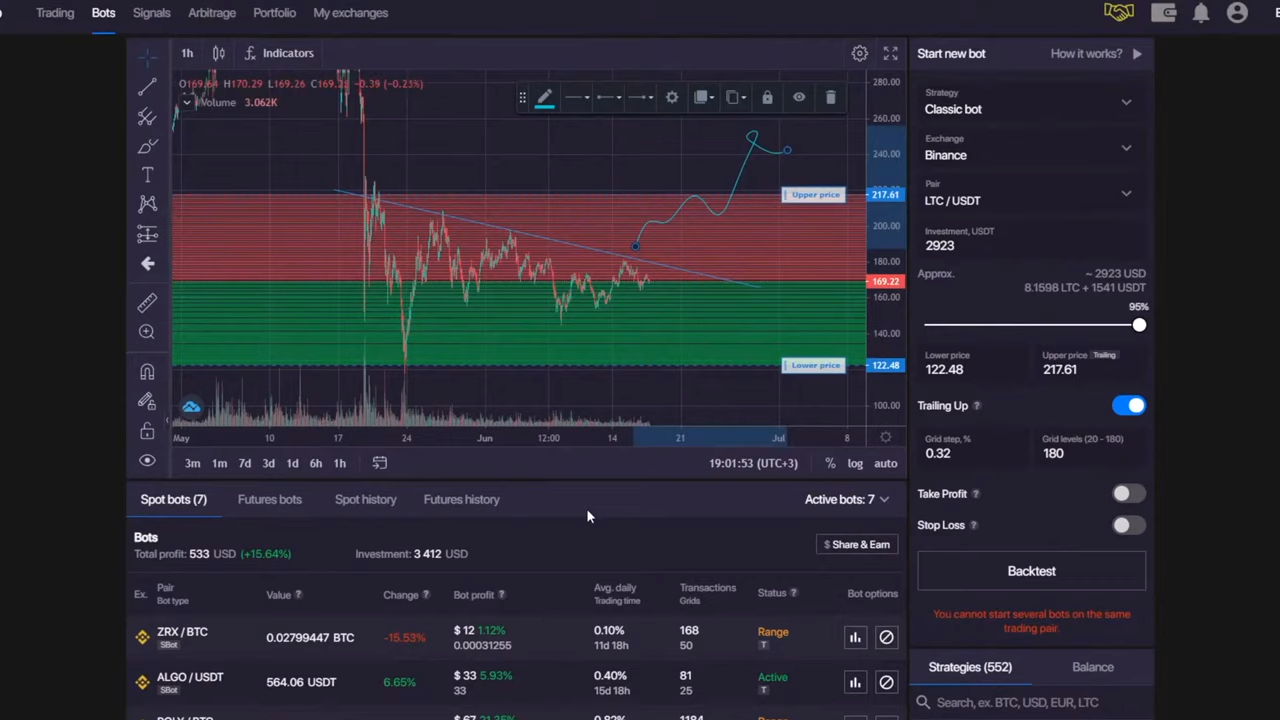 Trading Bots Signals Arbitrage Portfolio My exchanges
1h Indicators
O169.64 H170.29 L169.26 C169.21 −0.39 (−0.23%)
Volume 3.062K
280.00
260.00
240.00
Upper price 217.61
200.00
180.00
169.22
160.00
140.00
Lower price 122.48
100.00
May 10 17 24 Jun 12:00 14 21 Jul 8
3m 1m 7d 3d 1d 6h 1h 19:01:53 (UTC+3) % log auto
Start new bot How it works?
Strategy
Classic bot
Exchange
Binance
Pair
LTC / USDT
Investment, USDT
2923
Approx. ~ 2923 USD
8.1598 LTC + 1541 USDT
95%
Lower price Upper price Trailing
122.48 217.61
Trailing Up ?
Grid step, % Grid levels (20 - 180)
0.32 180
Take Profit ?
Stop Loss ?
Backtest
You cannot start several bots on the same
trading pair.
Strategies (552) Balance
Search, ex. BTC, USD, EUR, LTC
Spot bots (7) Futures bots Spot history Futures history Active bots: 7
Bots
Total profit: 533 USD (+15.64%) Investment: 3 412 USD $ Share & Earn
Ex. Pair Value ? Change ? Bot profit ? Avg. daily Transactions Status ? Bot options
Bot type Trading time Grids
ZRX / BTC 0.02799447 BTC -15.53% $ 12 1.12% 0.10% 168 Range
SBot 0.00031255 11d 18h 50 T
ALGO / USDT 564.06 USDT 6.65% $ 33 5.93% 0.40% 81 Active
SBot 33 15d 18h 25 T